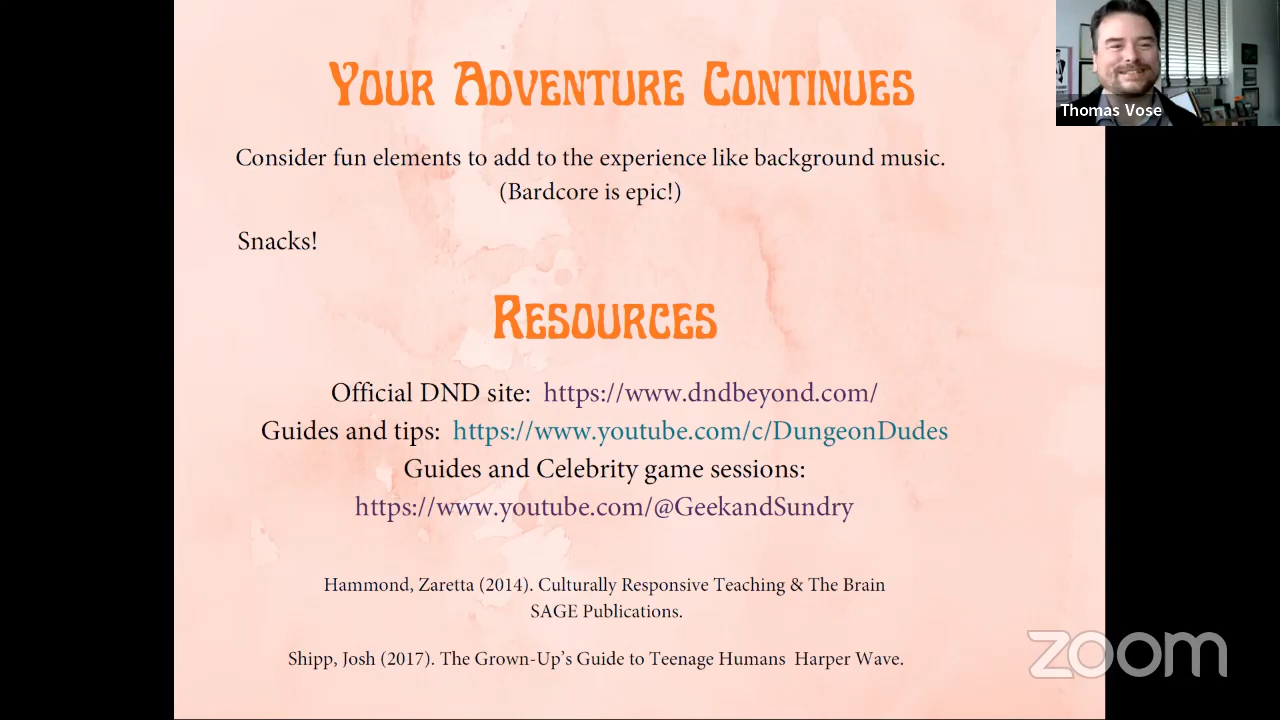 Your Adventure Continues
Thomas Vose
Consider fun elements to add to the experience like background music.
(Bardcore is epic!)
Snacks!
Resources
Official DND site: https://www.dndbeyond.com/
Guides and tips: https://www.youtube.com/c/DungeonDudes
Guides and Celebrity game sessions:
https://www.youtube.com/@GeekandSundry
Hammond, Zaretta (2014). Culturally Responsive Teaching & The Brain
SAGE Publications.
Shipp, Josh (2017). The Grown-Up's Guide to Teenage Humans Harper Wave.
zoom